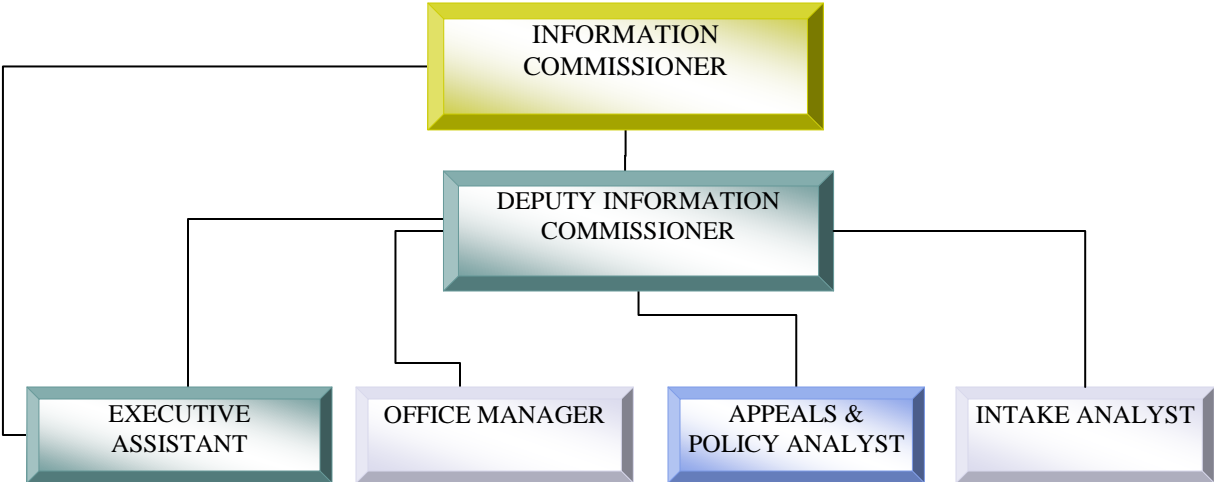 INFORMATION
COMMISSIONER
DEPUTY INFORMATION
COMMISSIONER
EXECUTIVE
ASSISTANT
OFFICE MANAGER
APPEALS &
POLICY ANALYST
INTAKE ANALYST